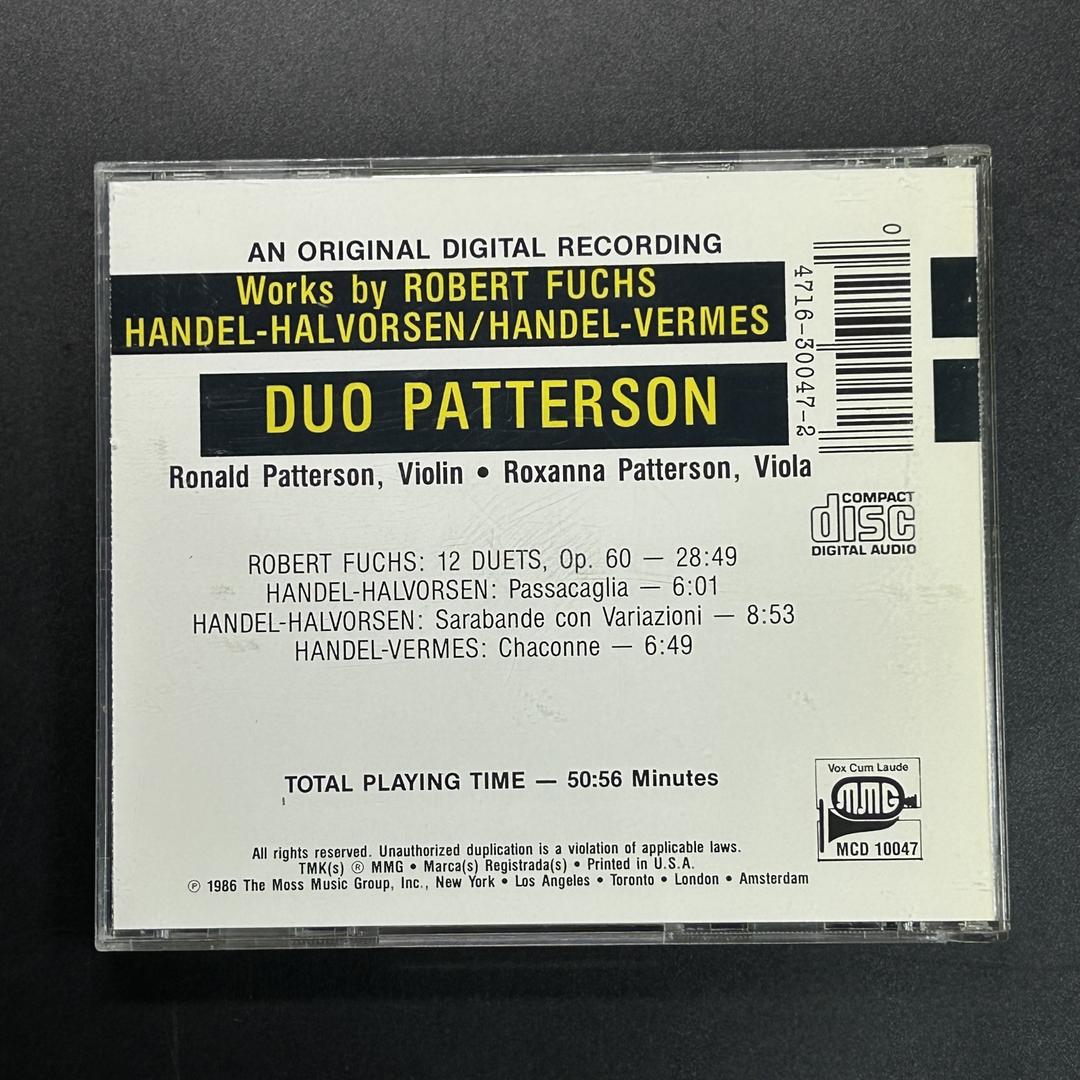 AN ORIGINAL DIGITAL RECORDING
Works by ROBERT FUCHS
HANDEL-HALVORSEN/HANDEL-VERMES
DUO PATTERSON
Ronald Patterson, Violin • Roxanna Patterson, Viola
0
4716-30047-2
COMPACT
disc
DIGITAL AUDIO
ROBERT FUCHS: 12 DUETS, Op. 60 — 28:49
HANDEL-HALVORSEN: Passacaglia — 6:01
HANDEL-HALVORSEN: Sarabande con Variazioni — 8:53
HANDEL-VERMES: Chaconne — 6:49
TOTAL PLAYING TIME — 50:56 Minutes
Vox Cum Laude
MMG
MCD 10047
All rights reserved. Unauthorized duplication is a violation of applicable laws.
TMK(s) ® MMG • Marca(s) Registrada(s) • Printed in U.S.A.
℗ 1986 The Moss Music Group, Inc., New York • Los Angeles • Toronto • London • Amsterdam